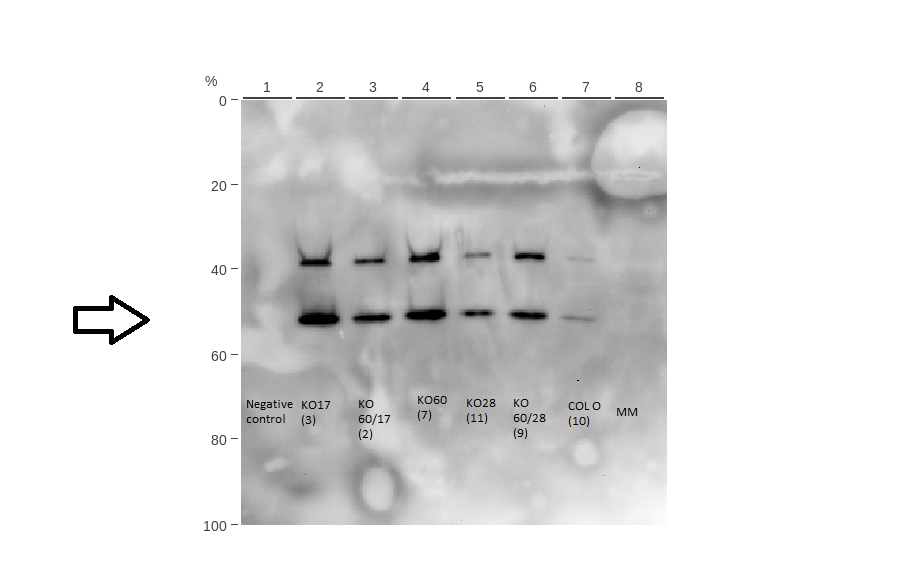 %
1 2 3 4 5 6 7 8
0
20
40
60
80
100
Negative
control
KO17
(3)
KO
60/17
(2)
KO60
(7)
KO28
(11)
KO
60/28
(9)
COL O
(10)
MM